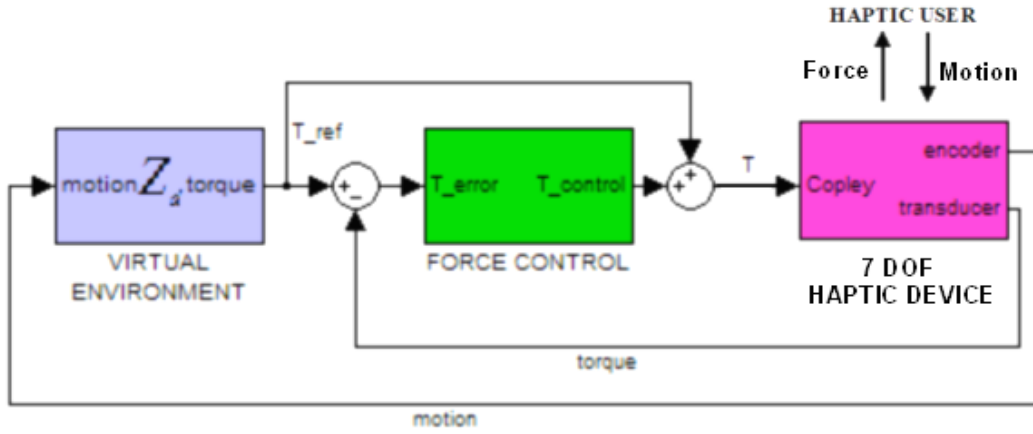 HAPTIC USER
Force
Motion
T_ref
motion Z_a torque
+
−
T_error T_control
+
+
T
encoder
Copley
transducer
VIRTUAL
ENVIRONMENT
FORCE CONTROL
7 DOF
HAPTIC DEVICE
torque
motion